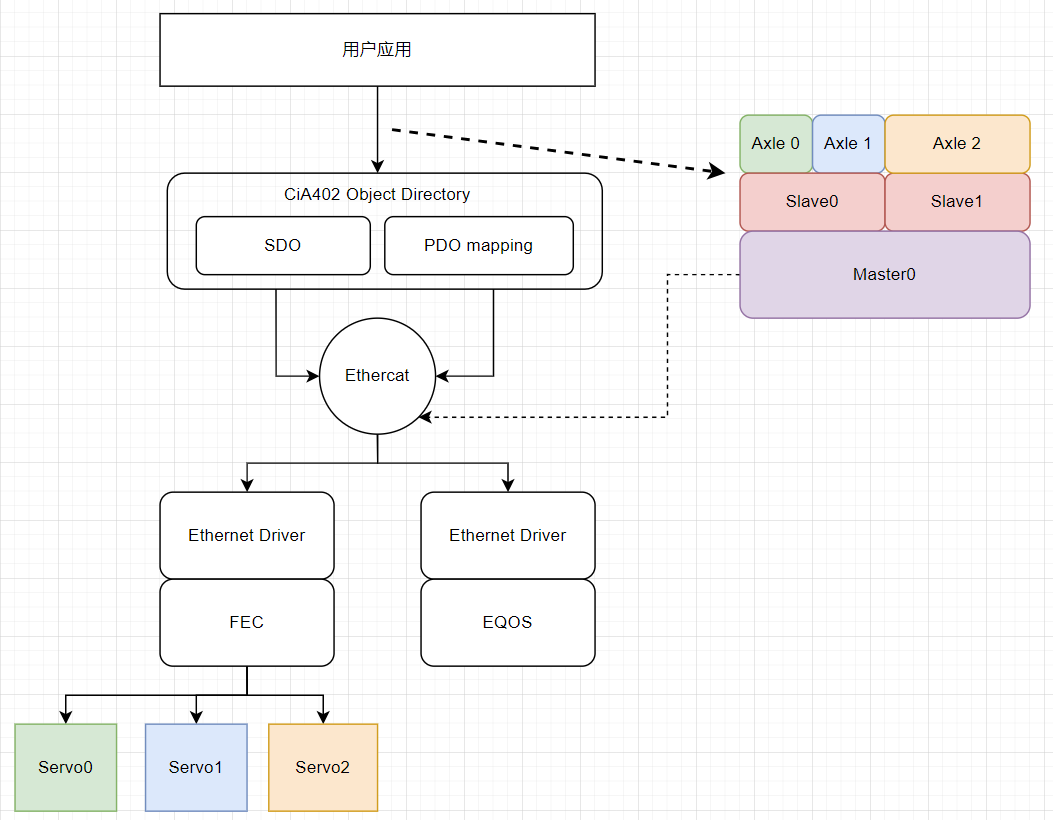 用户应用
CiA402 Object Directory
SDO
PDO mapping
Axle 0
Axle 1
Axle 2
Slave0
Slave1
Master0
Ethercat
Ethernet Driver
Ethernet Driver
FEC
EQOS
Servo0
Servo1
Servo2